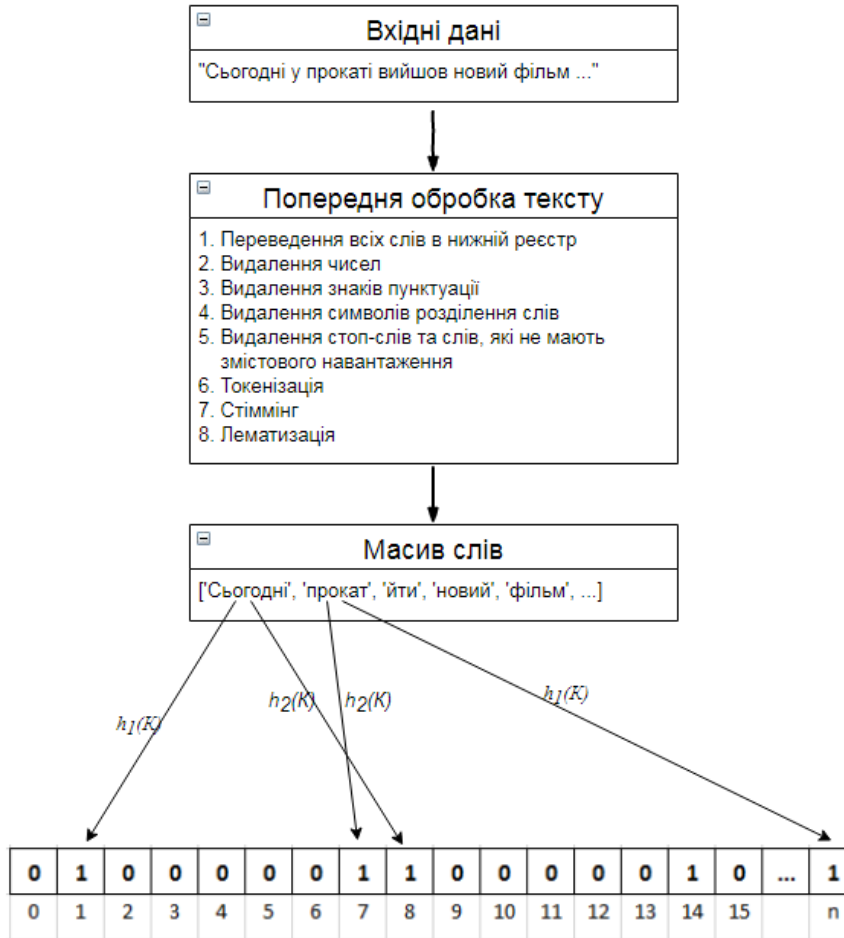 Вхідні дані
"Сьогодні у прокаті вийшов новий фільм ..."
Попередня обробка тексту
1. Переведення всіх слів в нижній реєстр
2. Видалення чисел
3. Видалення знаків пунктуації
4. Видалення символів розділення слів
5. Видалення стоп-слів та слів, які не мають
змістового навантаження
6. Токенізація
7. Стіммінг
8. Лематизація
Масив слів
['Сьогодні', 'прокат', 'йти', 'новий', 'фільм', ...]
h1(K) h2(K) h2(K) h1(K)
0 1 0 0 0 0 0 1 1 0 0 0 0 0 1 0 ... 1
0 1 2 3 4 5 6 7 8 9 10 11 12 13 14 15 n